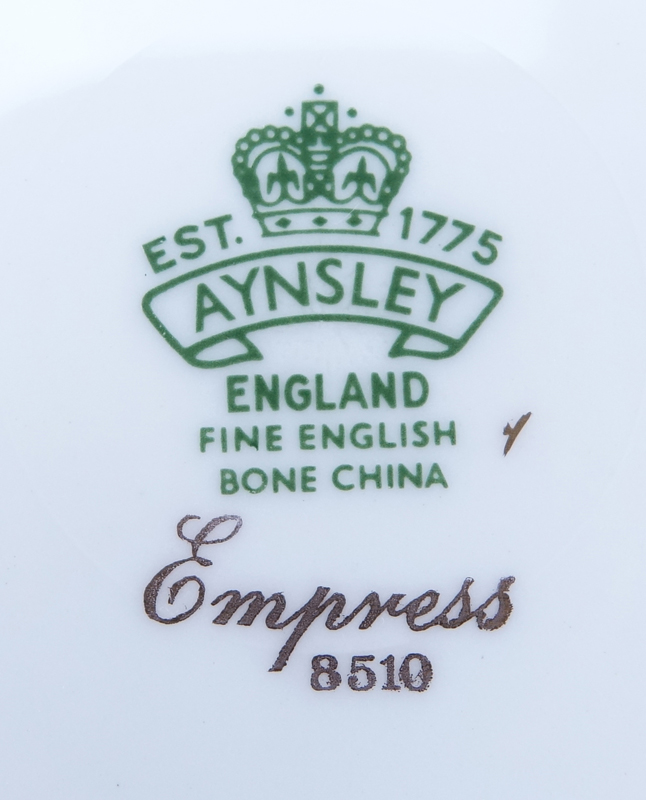 EST. 1775
AYNSLEY
ENGLAND
FINE ENGLISH
BONE CHINA
Empress
8510